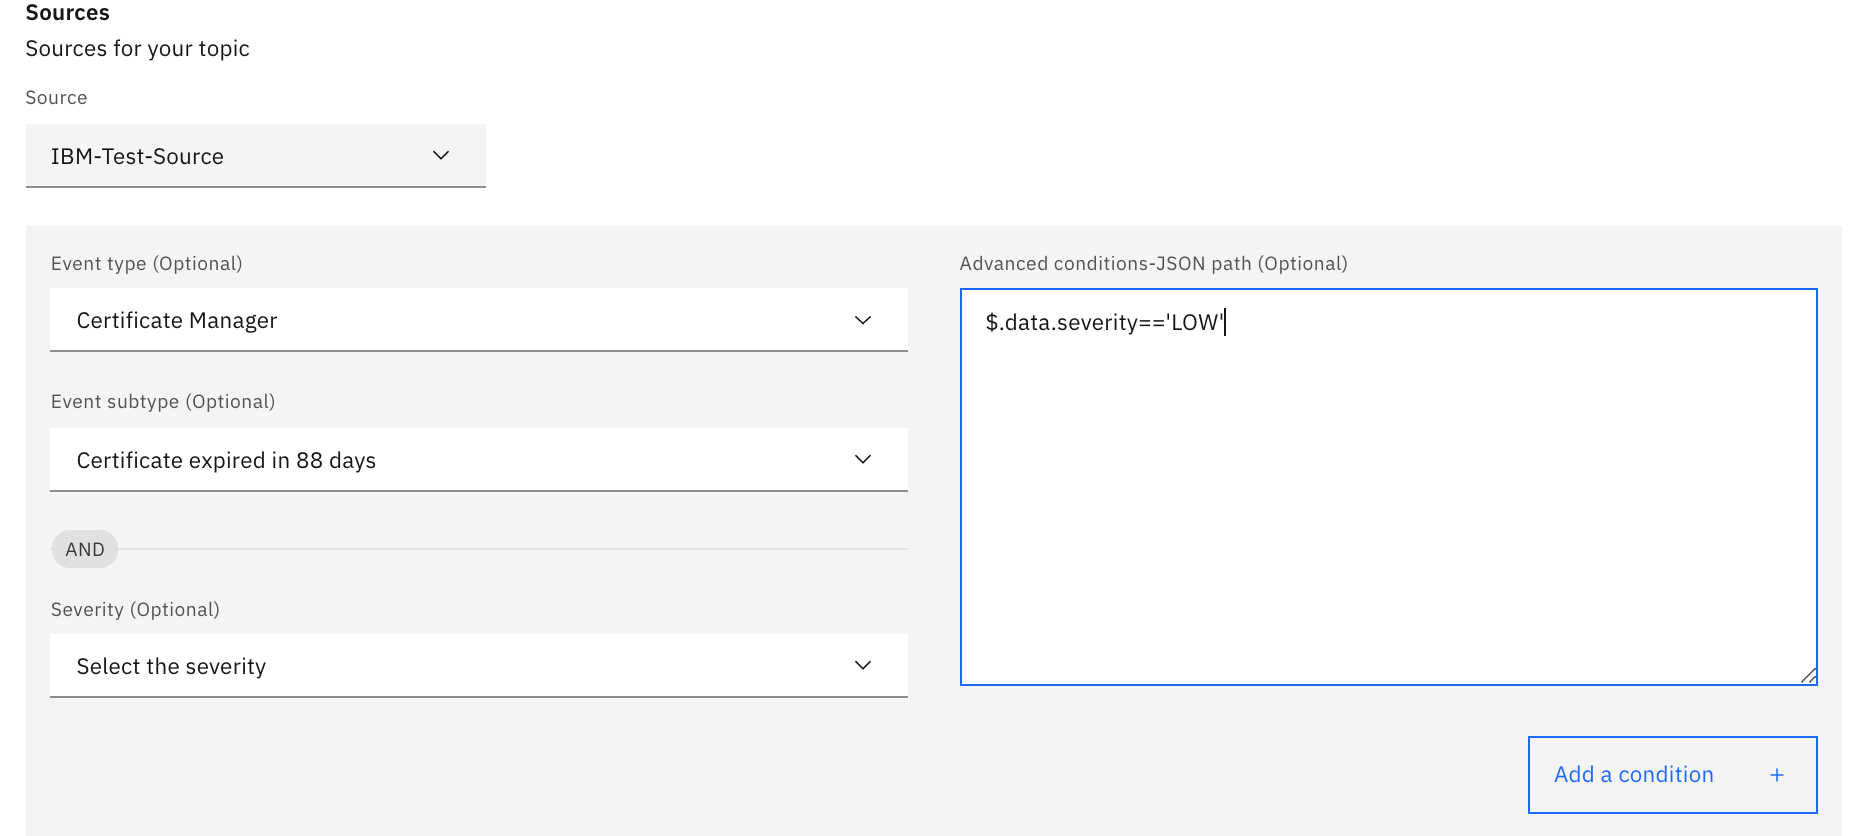 Sources
Sources for your topic
Source
IBM-Test-Source
Event type (Optional)
Certificate Manager
Event subtype (Optional)
Certificate expired in 88 days
AND
Severity (Optional)
Select the severity
Advanced conditions-JSON path (Optional)
$.data.severity=='LOW'
Add a condition +